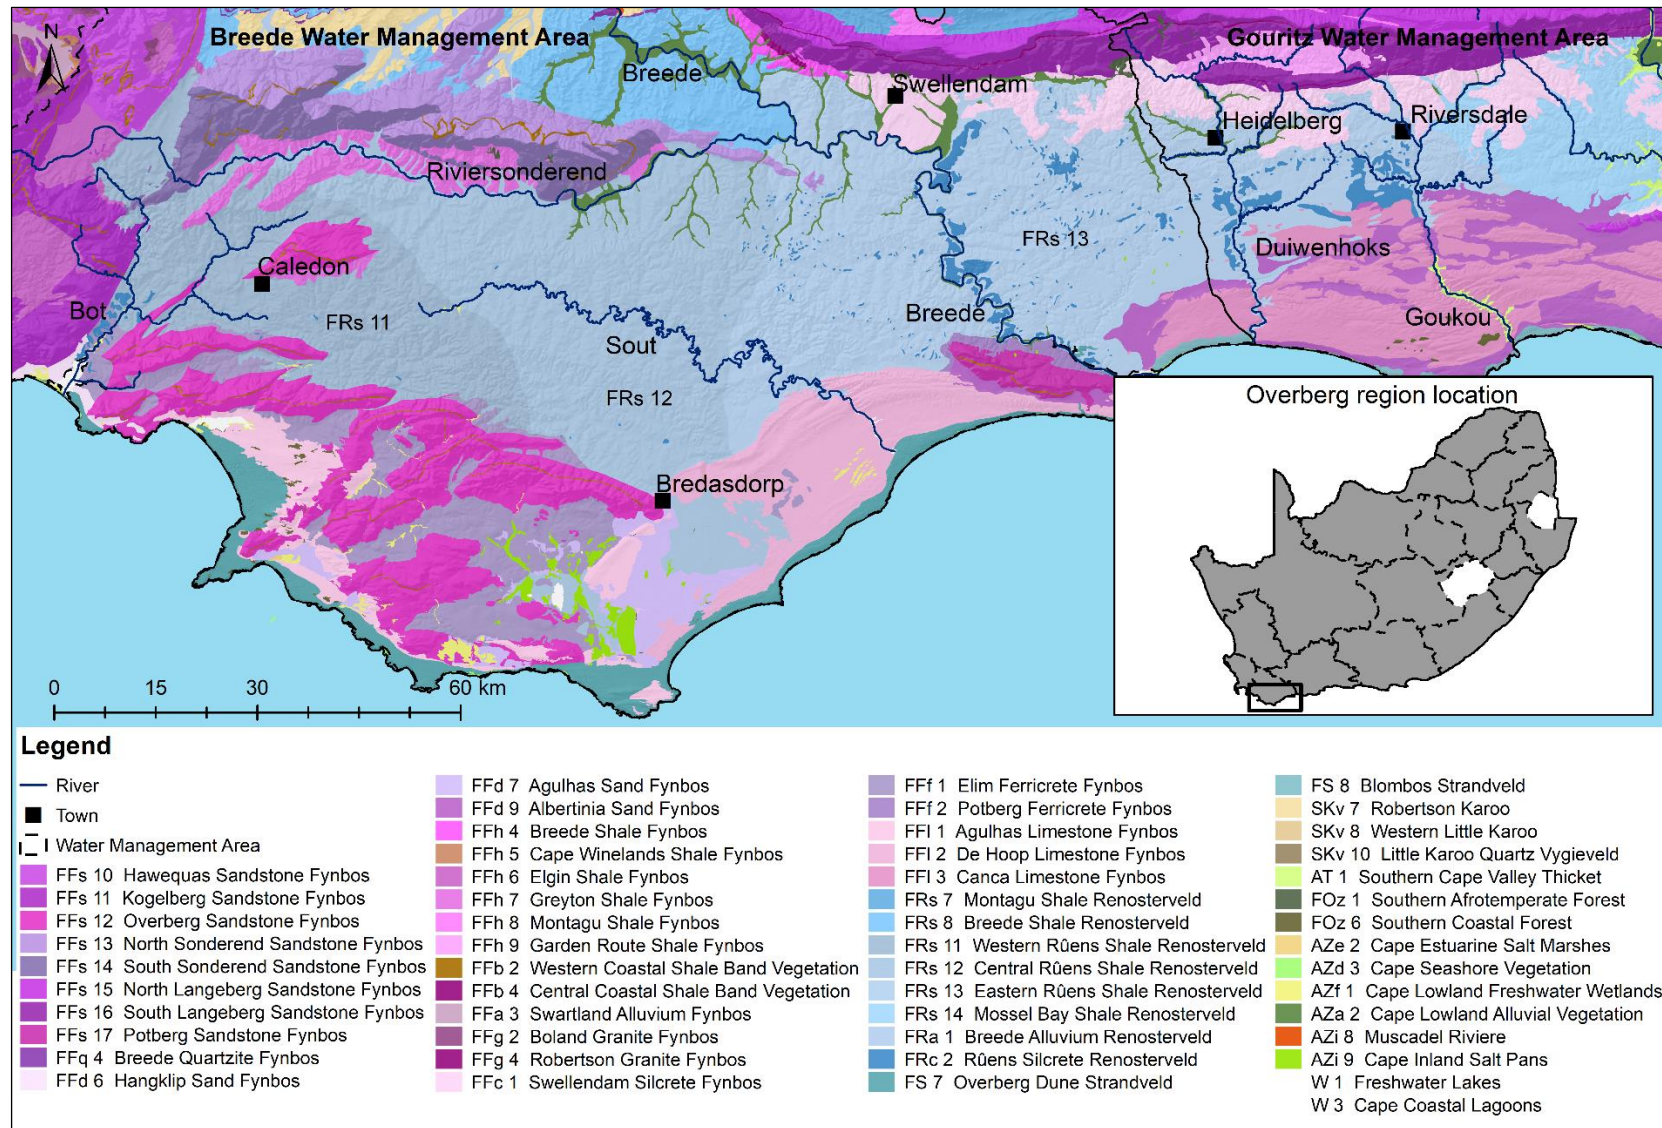 Breede Water Management Area
Gouritz Water Management Area
N
Breede
Swellendam
Heidelberg
Riversdale
Riviersonderend
FRs 13
Duiwenhoks
Caledon
Bot
FRs 11
Breede
Goukou
Sout
FRs 12
Bredasdorp
Overberg region location
0 15 30 60 km
Legend
River
Town
Water Management Area
FFs 10 Hawequas Sandstone Fynbos
FFs 11 Kogelberg Sandstone Fynbos
FFs 12 Overberg Sandstone Fynbos
FFs 13 North Sonderend Sandstone Fynbos
FFs 14 South Sonderend Sandstone Fynbos
FFs 15 North Langeberg Sandstone Fynbos
FFs 16 South Langeberg Sandstone Fynbos
FFs 17 Potberg Sandstone Fynbos
FFq 4 Breede Quartzite Fynbos
FFd 6 Hangklip Sand Fynbos
FFd 7 Agulhas Sand Fynbos
FFd 9 Albertinia Sand Fynbos
FFh 4 Breede Shale Fynbos
FFh 5 Cape Winelands Shale Fynbos
FFh 6 Elgin Shale Fynbos
FFh 7 Greyton Shale Fynbos
FFh 8 Montagu Shale Fynbos
FFh 9 Garden Route Shale Fynbos
FFb 2 Western Coastal Shale Band Vegetation
FFb 4 Central Coastal Shale Band Vegetation
FFa 3 Swartland Alluvium Fynbos
FFg 2 Boland Granite Fynbos
FFg 4 Robertson Granite Fynbos
FFc 1 Swellendam Silcrete Fynbos
FFf 1 Elim Ferricrete Fynbos
FFf 2 Potberg Ferricrete Fynbos
FFl 1 Agulhas Limestone Fynbos
FFl 2 De Hoop Limestone Fynbos
FFl 3 Canca Limestone Fynbos
FRs 7 Montagu Shale Renosterveld
FRs 8 Breede Shale Renosterveld
FRs 11 Western Rûens Shale Renosterveld
FRs 12 Central Rûens Shale Renosterveld
FRs 13 Eastern Rûens Shale Renosterveld
FRs 14 Mossel Bay Shale Renosterveld
FRa 1 Breede Alluvium Renosterveld
FRc 2 Rûens Silcrete Renosterveld
FS 7 Overberg Dune Strandveld
FS 8 Blombos Strandveld
SKv 7 Robertson Karoo
SKv 8 Western Little Karoo
SKv 10 Little Karoo Quartz Vygieveld
AT 1 Southern Cape Valley Thicket
FOz 1 Southern Afrotemperate Forest
FOz 6 Southern Coastal Forest
AZe 2 Cape Estuarine Salt Marshes
AZd 3 Cape Seashore Vegetation
AZf 1 Cape Lowland Freshwater Wetlands
AZa 2 Cape Lowland Alluvial Vegetation
AZi 8 Muscadel Riviere
AZi 9 Cape Inland Salt Pans
W 1 Freshwater Lakes
W 3 Cape Coastal Lagoons